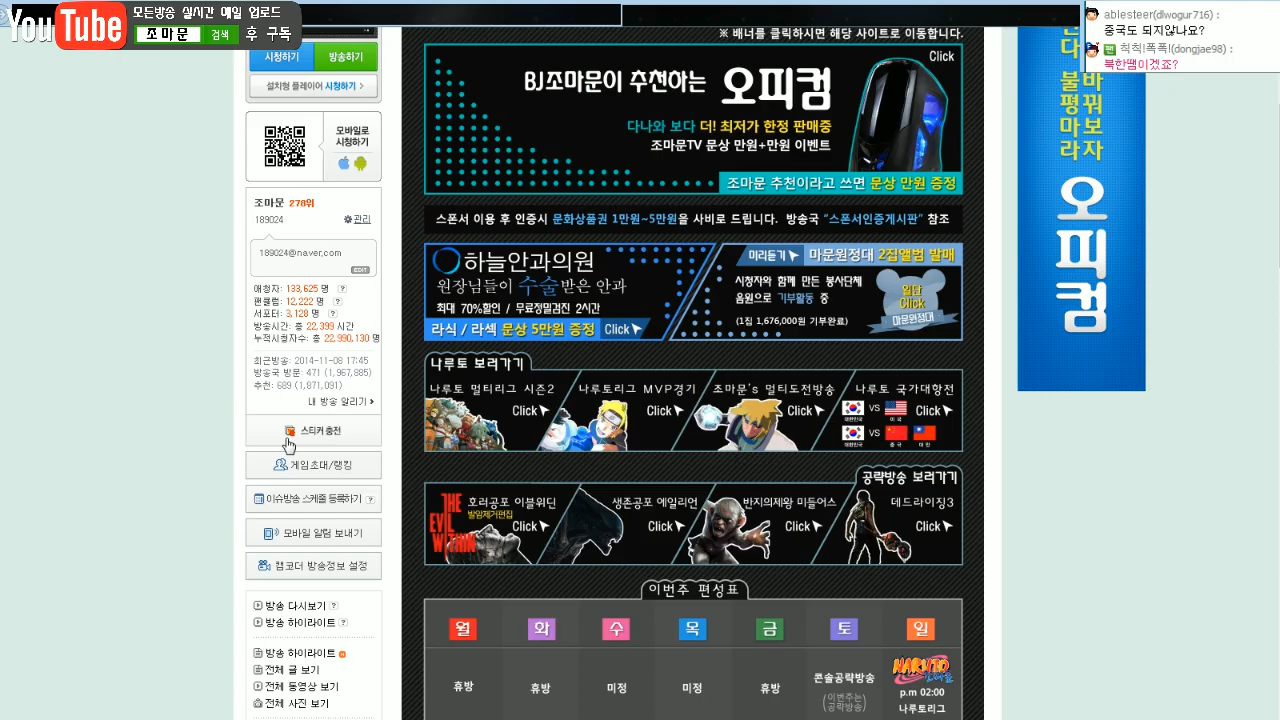 YouTube
모든방송 실시간 매일 업로드
조마문 검색 후 구독
ablesteer(dlwogur716) :
중국도 되지않나요?
팬 칙칙!폭폭!(dongjae98) :
북한땜이겠죠?
시청하기 방송하기
설치형 플레이어 시청하기 >
모바일로
시청하기
조마문 278위
189024 관리
189024@naver.com
EDIT
애청자: 133,625 명 ?
팬클럽: 12,222 명 ?
서포터: 3,128 명 ?
방송시간: 총 22,399 시간
누적시청자수: 총 22,990,130 명
최근방송: 2014-11-08 17:45
방송국 방문: 471 (1,967,885)
추천: 689 (1,871,091)
내 방송 알리기
스티커 충전
게임초대/랭킹
이슈방송 스케줄 등록하기 ?
모바일 알람 보내기
캡코더 방송정보 설정
방송 다시보기 ?
방송 하이라이트 ?
방송 하이라이트
전체 글 보기
전체 동영상 보기
전체 사진 보기
※ 배너를 클릭하시면 해당 사이트로 이동합니다.
BJ조마문이 추천하는 오피컴
Click
다나와 보다 더! 최저가 한정 판매중
조마문TV 문상 만원+만원 이벤트
조마문 추천이라고 쓰면 문상 만원 증정
스폰서 이용 후 인증시 문화상품권 1만원~5만원을 사비로 드립니다. 방송국 "스폰서인증게시판" 참조
하늘안과의원
원장님들이 수술받은 안과
최대 70%할인 / 무료정밀검진 2시간
라식 / 라섹 문상 5만원 증정 Click
미리듣기 마문원정대 2집앨범 발매
시청자와 함께 만든 봉사단체
음원으로 기부활동 중
(1집 1,676,000원 기부완료)
일단
Click
마문원정대
나루토 보러가기
나루토 멀티리그 시즌2
Click
나루토리그 MVP경기
Click
조마문's 멀티도전방송
Click
나루토 국가대항전
VS Click
대한민국 미국
VS
대한민국 중국 대만
공략방송 보러가기
호러공포 이블위딘
발암제거편집
Click
THE
EVIL
WITHIN
생존공포 에일리언
Click
반지의제왕 미들어스
Click
데드라이징3
Click
이번주 편성표
월 화 수 목 금 토 일
휴방 휴방 미정 미정 휴방
콘솔공략방송
(이번주는
공략방송)
NARUTO
p.m 02:00
나루토리그
바꿔보자
불평마라
오피컴